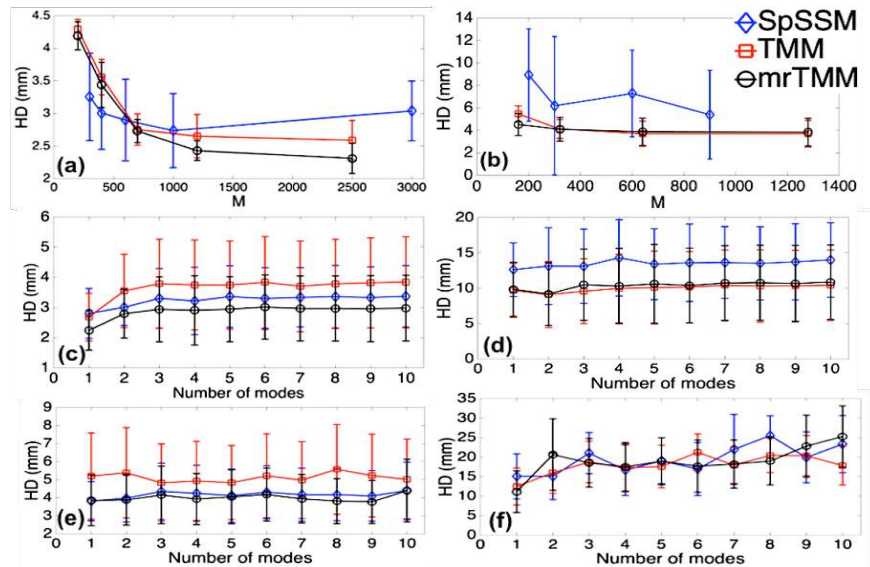 4.5
4
3.5
3
2.5
2
HD (mm)
0 500 1000 1500 2000 2500 3000
M
(a)
14
12
10
8
6
4
2
0
HD (mm)
0 200 400 600 800 1000 1200 1400
M
(b)
SpSSM
TMM
mrTMM
6
5
4
3
2
1
HD (mm)
0 1 2 3 4 5 6 7 8 9 10
Number of modes
(c)
20
15
10
5
0
HD (mm)
0 1 2 3 4 5 6 7 8 9 10
Number of modes
(d)
9
8
7
6
5
4
3
2
HD (mm)
0 1 2 3 4 5 6 7 8 9 10
Number of modes
(e)
35
30
25
20
15
10
5
0
HD (mm)
0 1 2 3 4 5 6 7 8 9 10
Number of modes
(f)